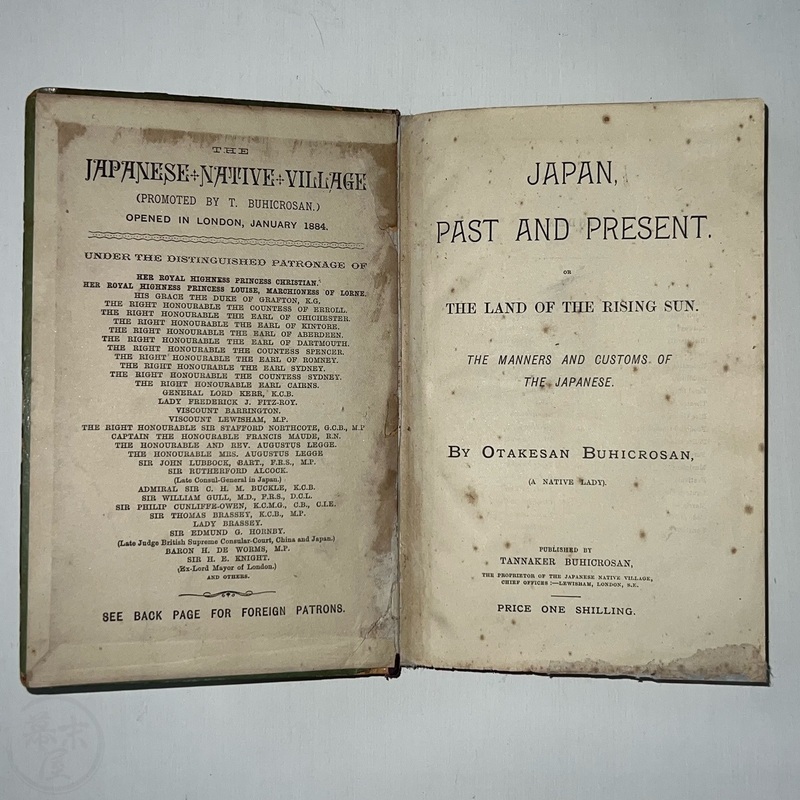 THE
JAPANESE NATIVE VILLAGE
(PROMOTED BY T. BUHICROSAN.)
OPENED IN LONDON, JANUARY 1884.
UNDER THE DISTINGUISHED PATRONAGE OF
HER ROYAL HIGHNESS PRINCESS CHRISTIAN.
HER ROYAL HIGHNESS PRINCESS LOUISE, MARCHIONESS OF LORNE.
HIS GRACE THE DUKE OF GRAFTON, K.G.
THE RIGHT HONOURABLE THE COUNTESS OF ERROLL.
THE RIGHT HONOURABLE THE EARL OF CHICHESTER.
THE RIGHT HONOURABLE THE EARL OF KINTORE.
THE RIGHT HONOURABLE THE EARL OF ABERDEEN.
THE RIGHT HONOURABLE THE EARL OF DARTMOUTH.
THE RIGHT HONOURABLE THE COUNTESS SPENCER.
THE RIGHT HONOURABLE THE EARL OF ROMNEY.
THE RIGHT HONOURABLE THE EARL SYDNEY.
THE RIGHT HONOURABLE THE COUNTESS SYDNEY.
THE RIGHT HONOURABLE EARL CAIRNS.
GENERAL LORD KERR, K.C.B.
LADY FREDERICK J. FITZ-ROY.
VISCOUNT BARRINGTON.
VISCOUNT LEWISHAM, M.P.
THE RIGHT HONOURABLE SIR STAFFORD NORTHCOTE, G.C.B., M.P
CAPTAIN THE HONOURABLE FRANCIS MAUDE, R.N.
THE HONOURABLE AND REV. AUGUSTUS LEGGE.
THE HONOURABLE MRS. AUGUSTUS LEGGE
SIR JOHN LUBBOCK, BART., F.R.S., M.P.
SIR RUTHERFORD ALCOCK.
(Late Consul-General in Japan.)
ADMIRAL SIR C. H. M. BUCKLE, K.C.B.
SIR WILLIAM GULL, M.D., F.R.S., D.C.L.
SIR PHILIP CUNLIFFE-OWEN, K.C.M.G., C.B., C.I.E.
SIR THOMAS BRASSEY, K.C.B., M.P.
LADY BRASSEY.
SIR EDMUND G. HORNBY.
(Late Judge British Supreme Consular-Court, China and Japan.)
BARON H. DE WORMS, M.P.
SIR H. E. KNIGHT.
(Ex-Lord Mayor of London.)
AND OTHERS.
SEE BACK PAGE FOR FOREIGN PATRONS.
JAPAN,
PAST AND PRESENT.
OR
THE LAND OF THE RISING SUN.
THE MANNERS AND CUSTOMS OF
THE JAPANESE.
BY OTAKESAN BUHICROSAN,
(A NATIVE LADY).
PUBLISHED BY
TANNAKER BUHICROSAN,
THE PROPRIETOR OF THE JAPANESE NATIVE VILLAGE,
CHIEF OFFICES:—LEWISHAM, LONDON, S.E.
PRICE ONE SHILLING.
幕末屋